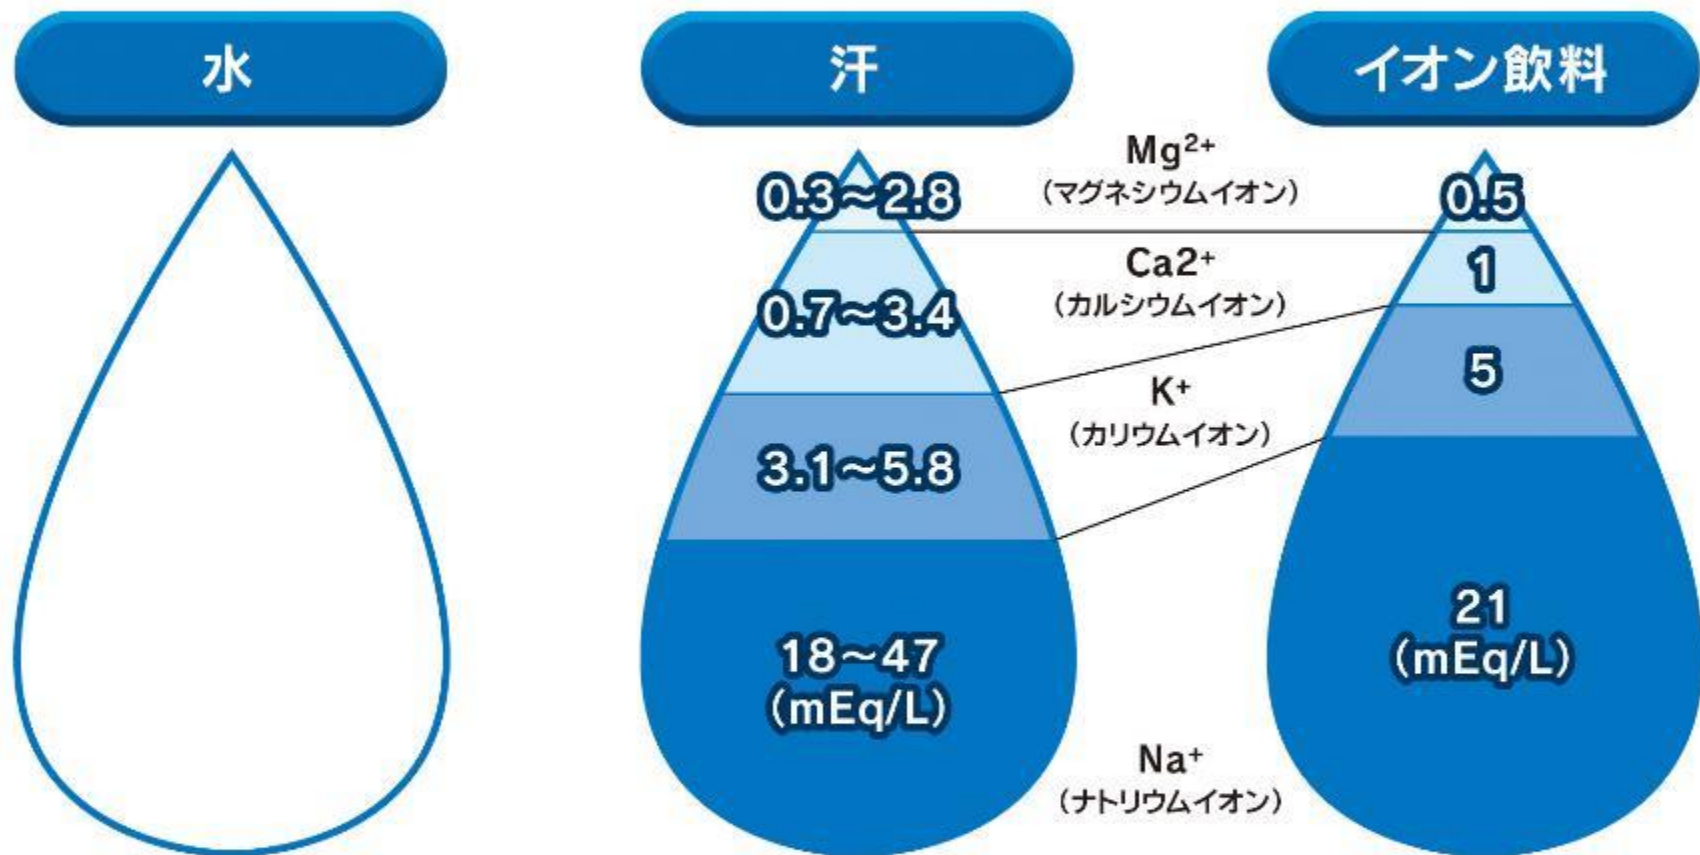 水
汗
イオン飲料
Mg²⁺
（マグネシウムイオン）
0.3〜2.8
0.5
Ca2⁺
（カルシウムイオン）
0.7〜3.4
1
K⁺
（カリウムイオン）
3.1〜5.8
5
18〜47
(mEq/L)
21
(mEq/L)
Na⁺
（ナトリウムイオン）